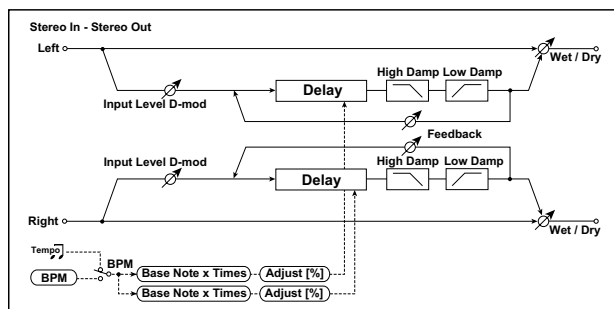 Stereo In - Stereo Out
Left
Wet / Dry
High Damp Low Damp
Delay
Input Level D-mod
Feedback
Input Level D-mod
High Damp Low Damp
Delay
Right
Wet / Dry
Tempo
BPM
BPM
Base Note x Times Adjust [%]
Base Note x Times Adjust [%]